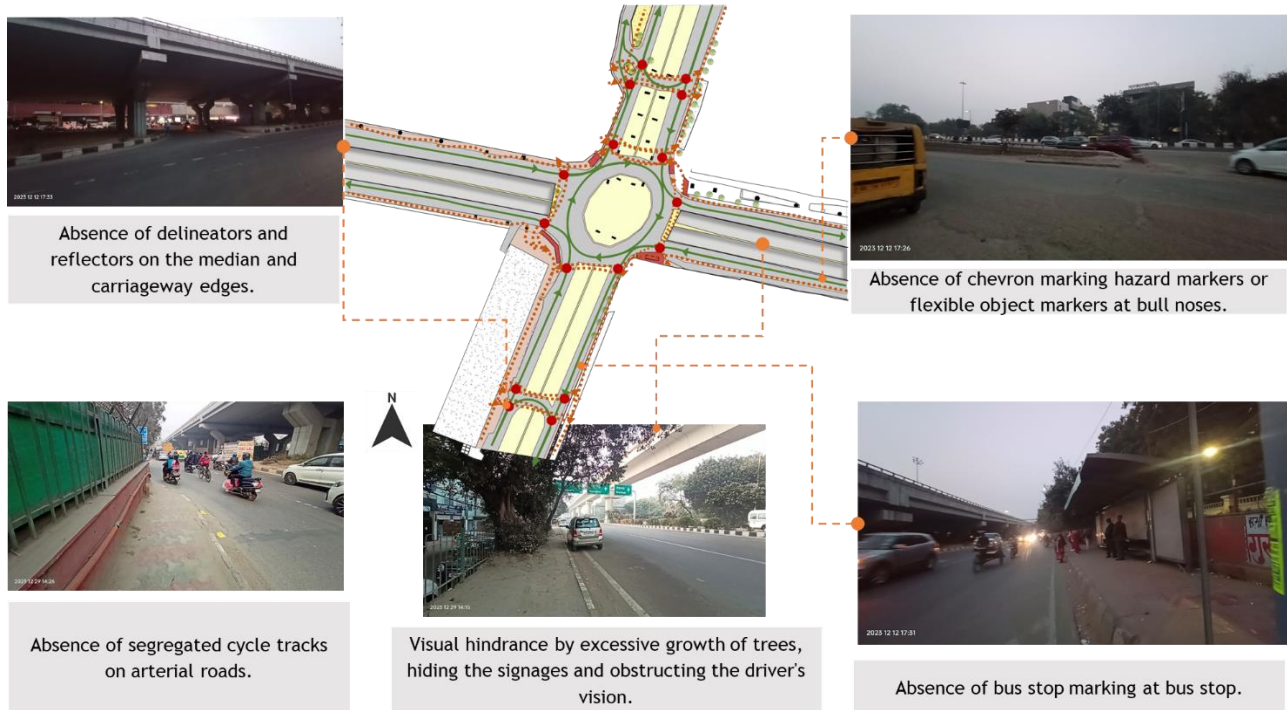 2023 12 12 17:33
Absence of delineators and
reflectors on the median and
carriageway edges.
2023 12 12 17:26
Absence of chevron marking hazard markers or
flexible object markers at bull noses.
N
2023 12 29 14:26
Absence of segregated cycle tracks
on arterial roads.
2023 12 29 14:15
Visual hindrance by excessive growth of trees,
hiding the signages and obstructing the driver's
vision.
2023 12 12 17:31
Absence of bus stop marking at bus stop.